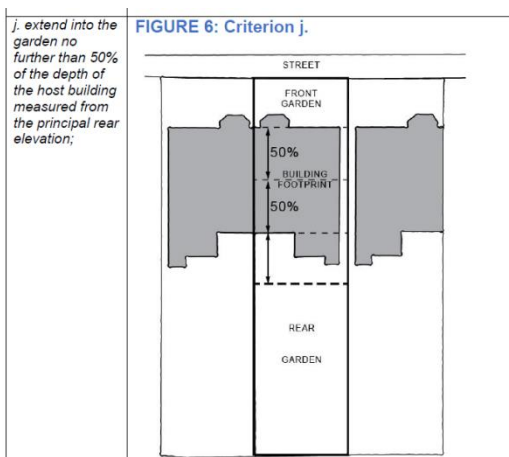 j. extend into the
garden no
further than 50%
of the depth of
the host building
measured from
the principal rear
elevation;
FIGURE 6: Criterion j.
STREET
FRONT
GARDEN
50%
BUILDING
FOOTPRINT
50%
REAR
GARDEN